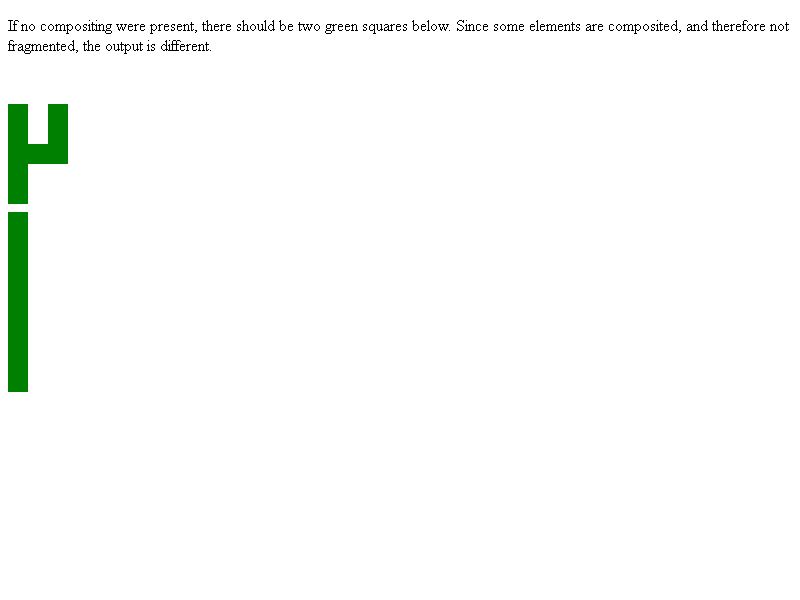 If no compositing were present, there should be two green squares below. Since some elements are composited, and therefore not
fragmented, the output is different.